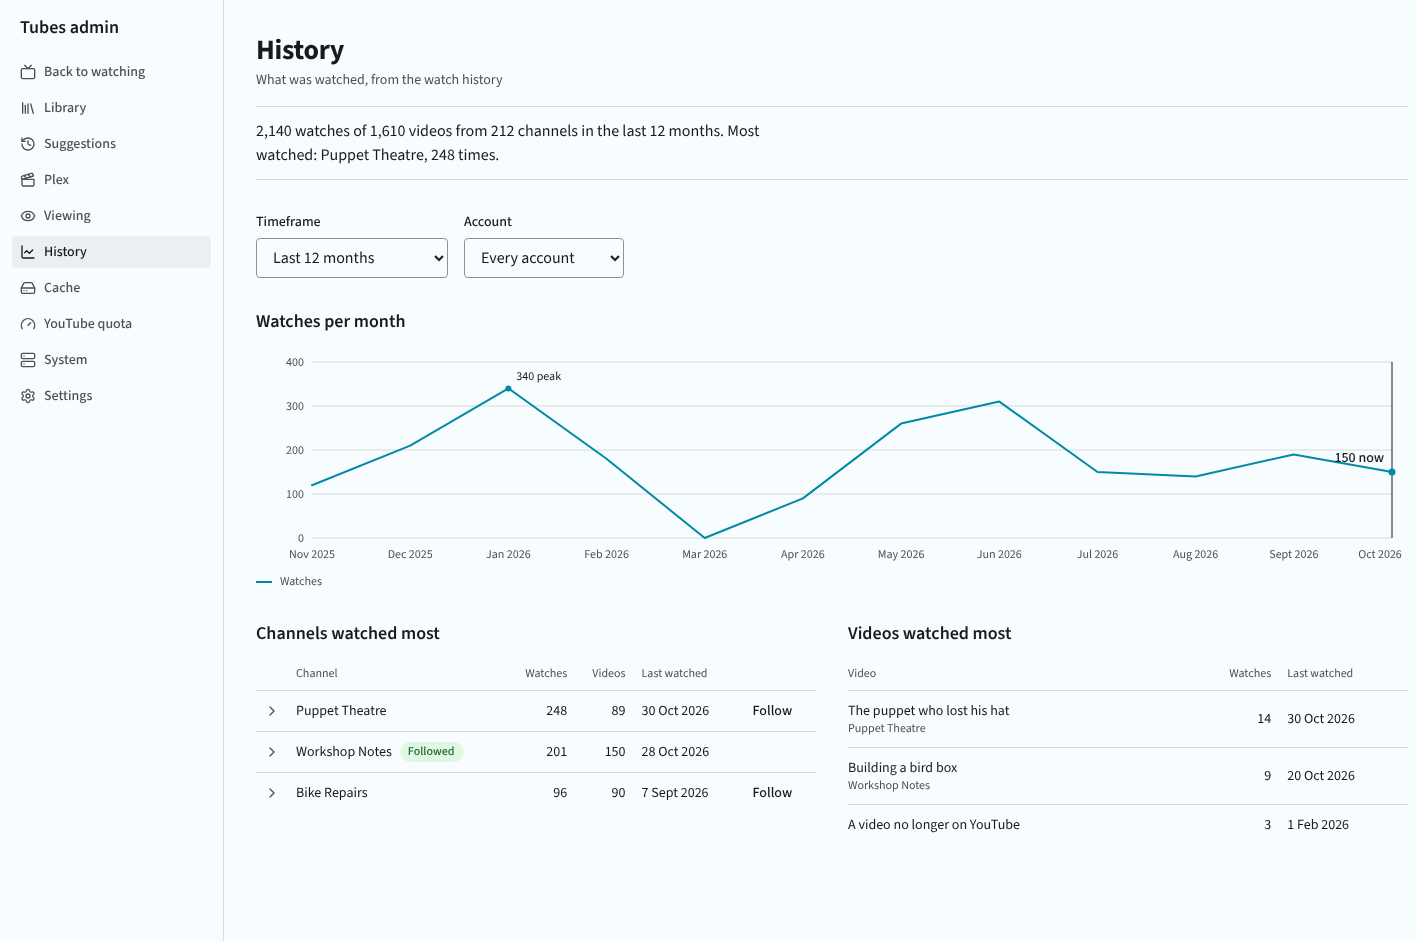 Tubes admin
Back to watching
Library
Suggestions
Plex
Viewing
History
Cache
YouTube quota
System
Settings
History
What was watched, from the watch history
2,140 watches of 1,610 videos from 212 channels in the last 12 months. Most
watched: Puppet Theatre, 248 times.
Timeframe Account
Last 12 months Every account
Watches per month
400
340 peak
300
200
150 now
100
0
Nov 2025 Dec 2025 Jan 2026 Feb 2026 Mar 2026 Apr 2026 May 2026 Jun 2026 Jul 2026 Aug 2026 Sept 2026 Oct 2026
Watches
Channels watched most
Channel Watches Videos Last watched
Puppet Theatre 248 89 30 Oct 2026 Follow
Workshop Notes Followed 201 150 28 Oct 2026
Bike Repairs 96 90 7 Sept 2026 Follow
Videos watched most
Video Watches Last watched
The puppet who lost his hat 14 30 Oct 2026
Puppet Theatre
Building a bird box 9 20 Oct 2026
Workshop Notes
A video no longer on YouTube 3 1 Feb 2026